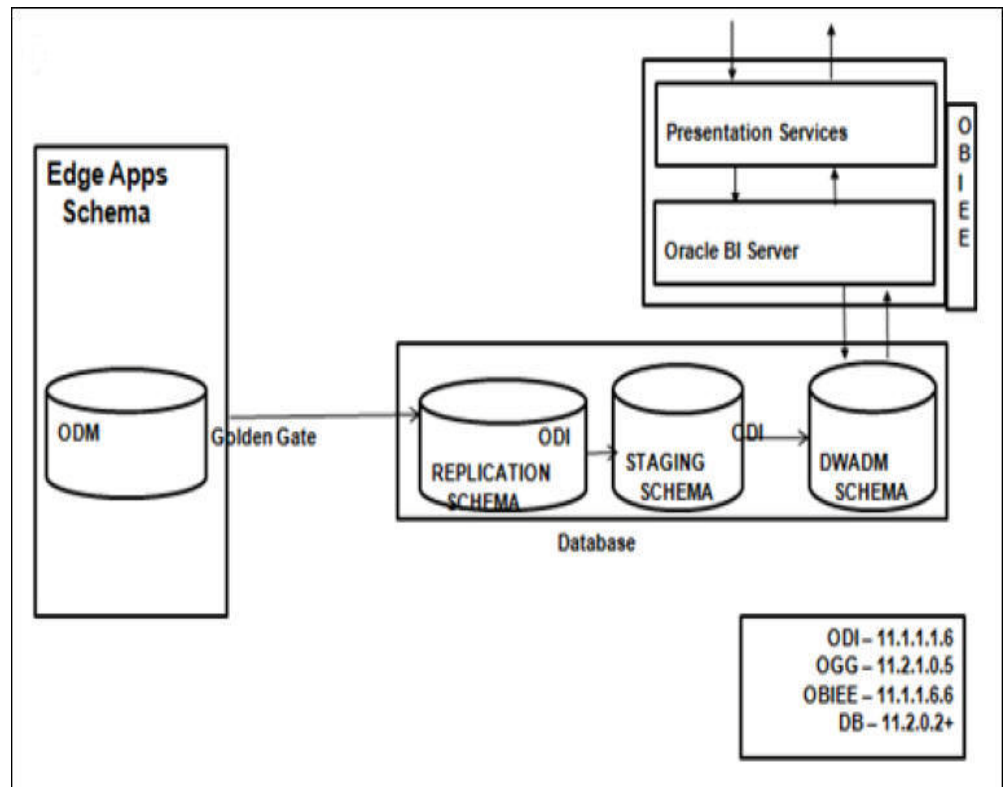 Presentation Services
Oracle BI Server
O
B
I
E
E
Edge Apps
Schema
ODM
Golden Gate
ODI
REPLICATION
SCHEMA
STAGING
SCHEMA
ODI
DWADM
SCHEMA
Database
ODI – 11.1.1.1.6
OGG – 11.2.1.0.5
OBIEE – 11.1.1.6.6
DB – 11.2.0.2+